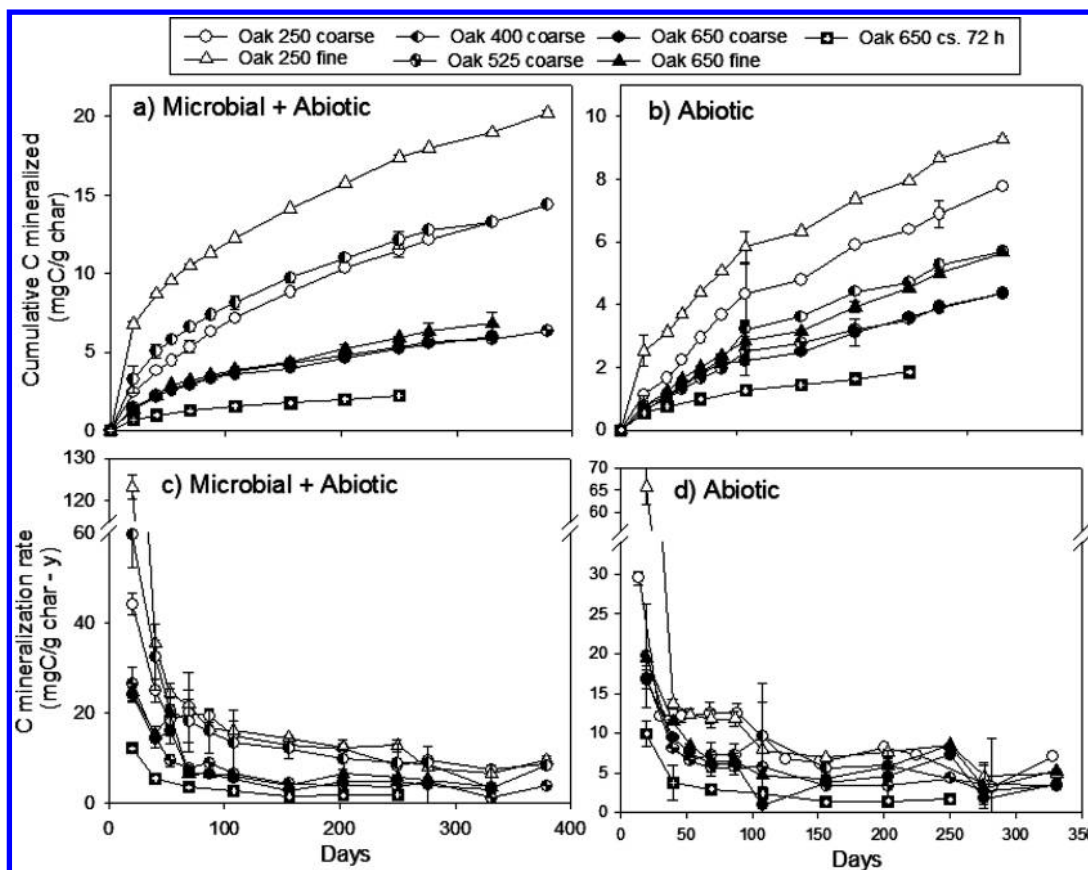 Oak 250 coarse Oak 400 coarse Oak 650 coarse Oak 650 cs. 72 h
Oak 250 fine Oak 525 coarse Oak 650 fine
a) Microbial + Abiotic
b) Abiotic
Cumulative C mineralized
(mgC/g char)
20
15
10
5
0
10
8
6
4
2
0
c) Microbial + Abiotic
d) Abiotic
C mineralization rate
(mgC/g char - y)
130
120
60
40
20
0
70
65
60
30
25
20
15
10
5
0
0 100 200 300 400
0 50 100 150 200 250 300 350
Days
Days